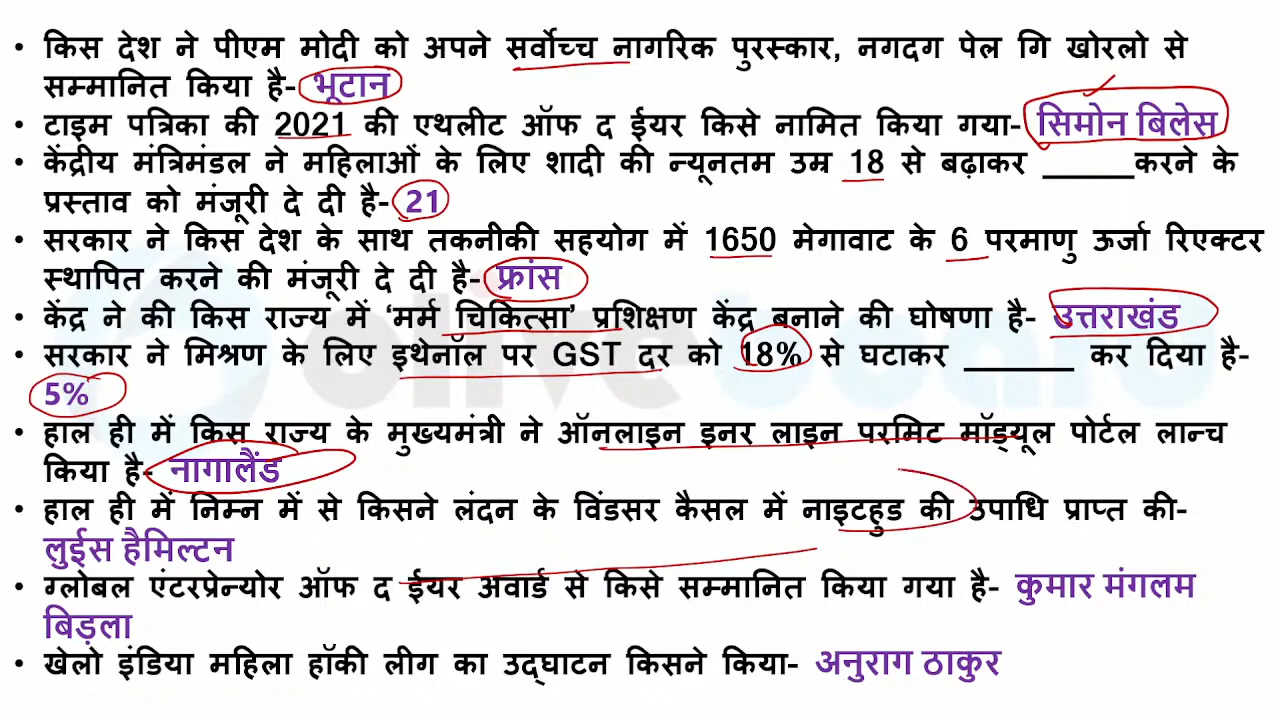 • किस देश ने पीएम मोदी को अपने सर्वोच्च नागरिक पुरस्कार, नगदग पेल गि खोरलो से
सम्मानित किया है- भूटान
• टाइम पत्रिका की 2021 की एथलीट ऑफ द ईयर किसे नामित किया गया- सिमोन बिलेस
• केंद्रीय मंत्रिमंडल ने महिलाओं के लिए शादी की न्यूनतम उम्र 18 से बढ़ाकर ______करने के
प्रस्ताव को मंजूरी दे दी है- 21
• सरकार ने किस देश के साथ तकनीकी सहयोग में 1650 मेगावाट के 6 परमाणु ऊर्जा रिएक्टर
स्थापित करने की मंजूरी दे दी है- फ्रांस
• केंद्र ने की किस राज्य में ‘मर्म चिकित्सा’ प्रशिक्षण केंद्र बनाने की घोषणा है- उत्तराखंड
• सरकार ने मिश्रण के लिए इथेनॉल पर GST दर को 18% से घटाकर _______ कर दिया है-
5%
• हाल ही में किस राज्य के मुख्यमंत्री ने ऑनलाइन इनर लाइन परमिट मॉड्यूल पोर्टल लान्च
किया है- नागालैंड
• हाल ही में निम्न में से किसने लंदन के विंडसर कैसल में नाइटहुड की उपाधि प्राप्त की-
लुईस हैमिल्टन
• ग्लोबल एंटरप्रेन्योर ऑफ द ईयर अवार्ड से किसे सम्मानित किया गया है- कुमार मंगलम
बिड़ला
• खेलो इंडिया महिला हॉकी लीग का उद्घाटन किसने किया- अनुराग ठाकुर
oliveboard